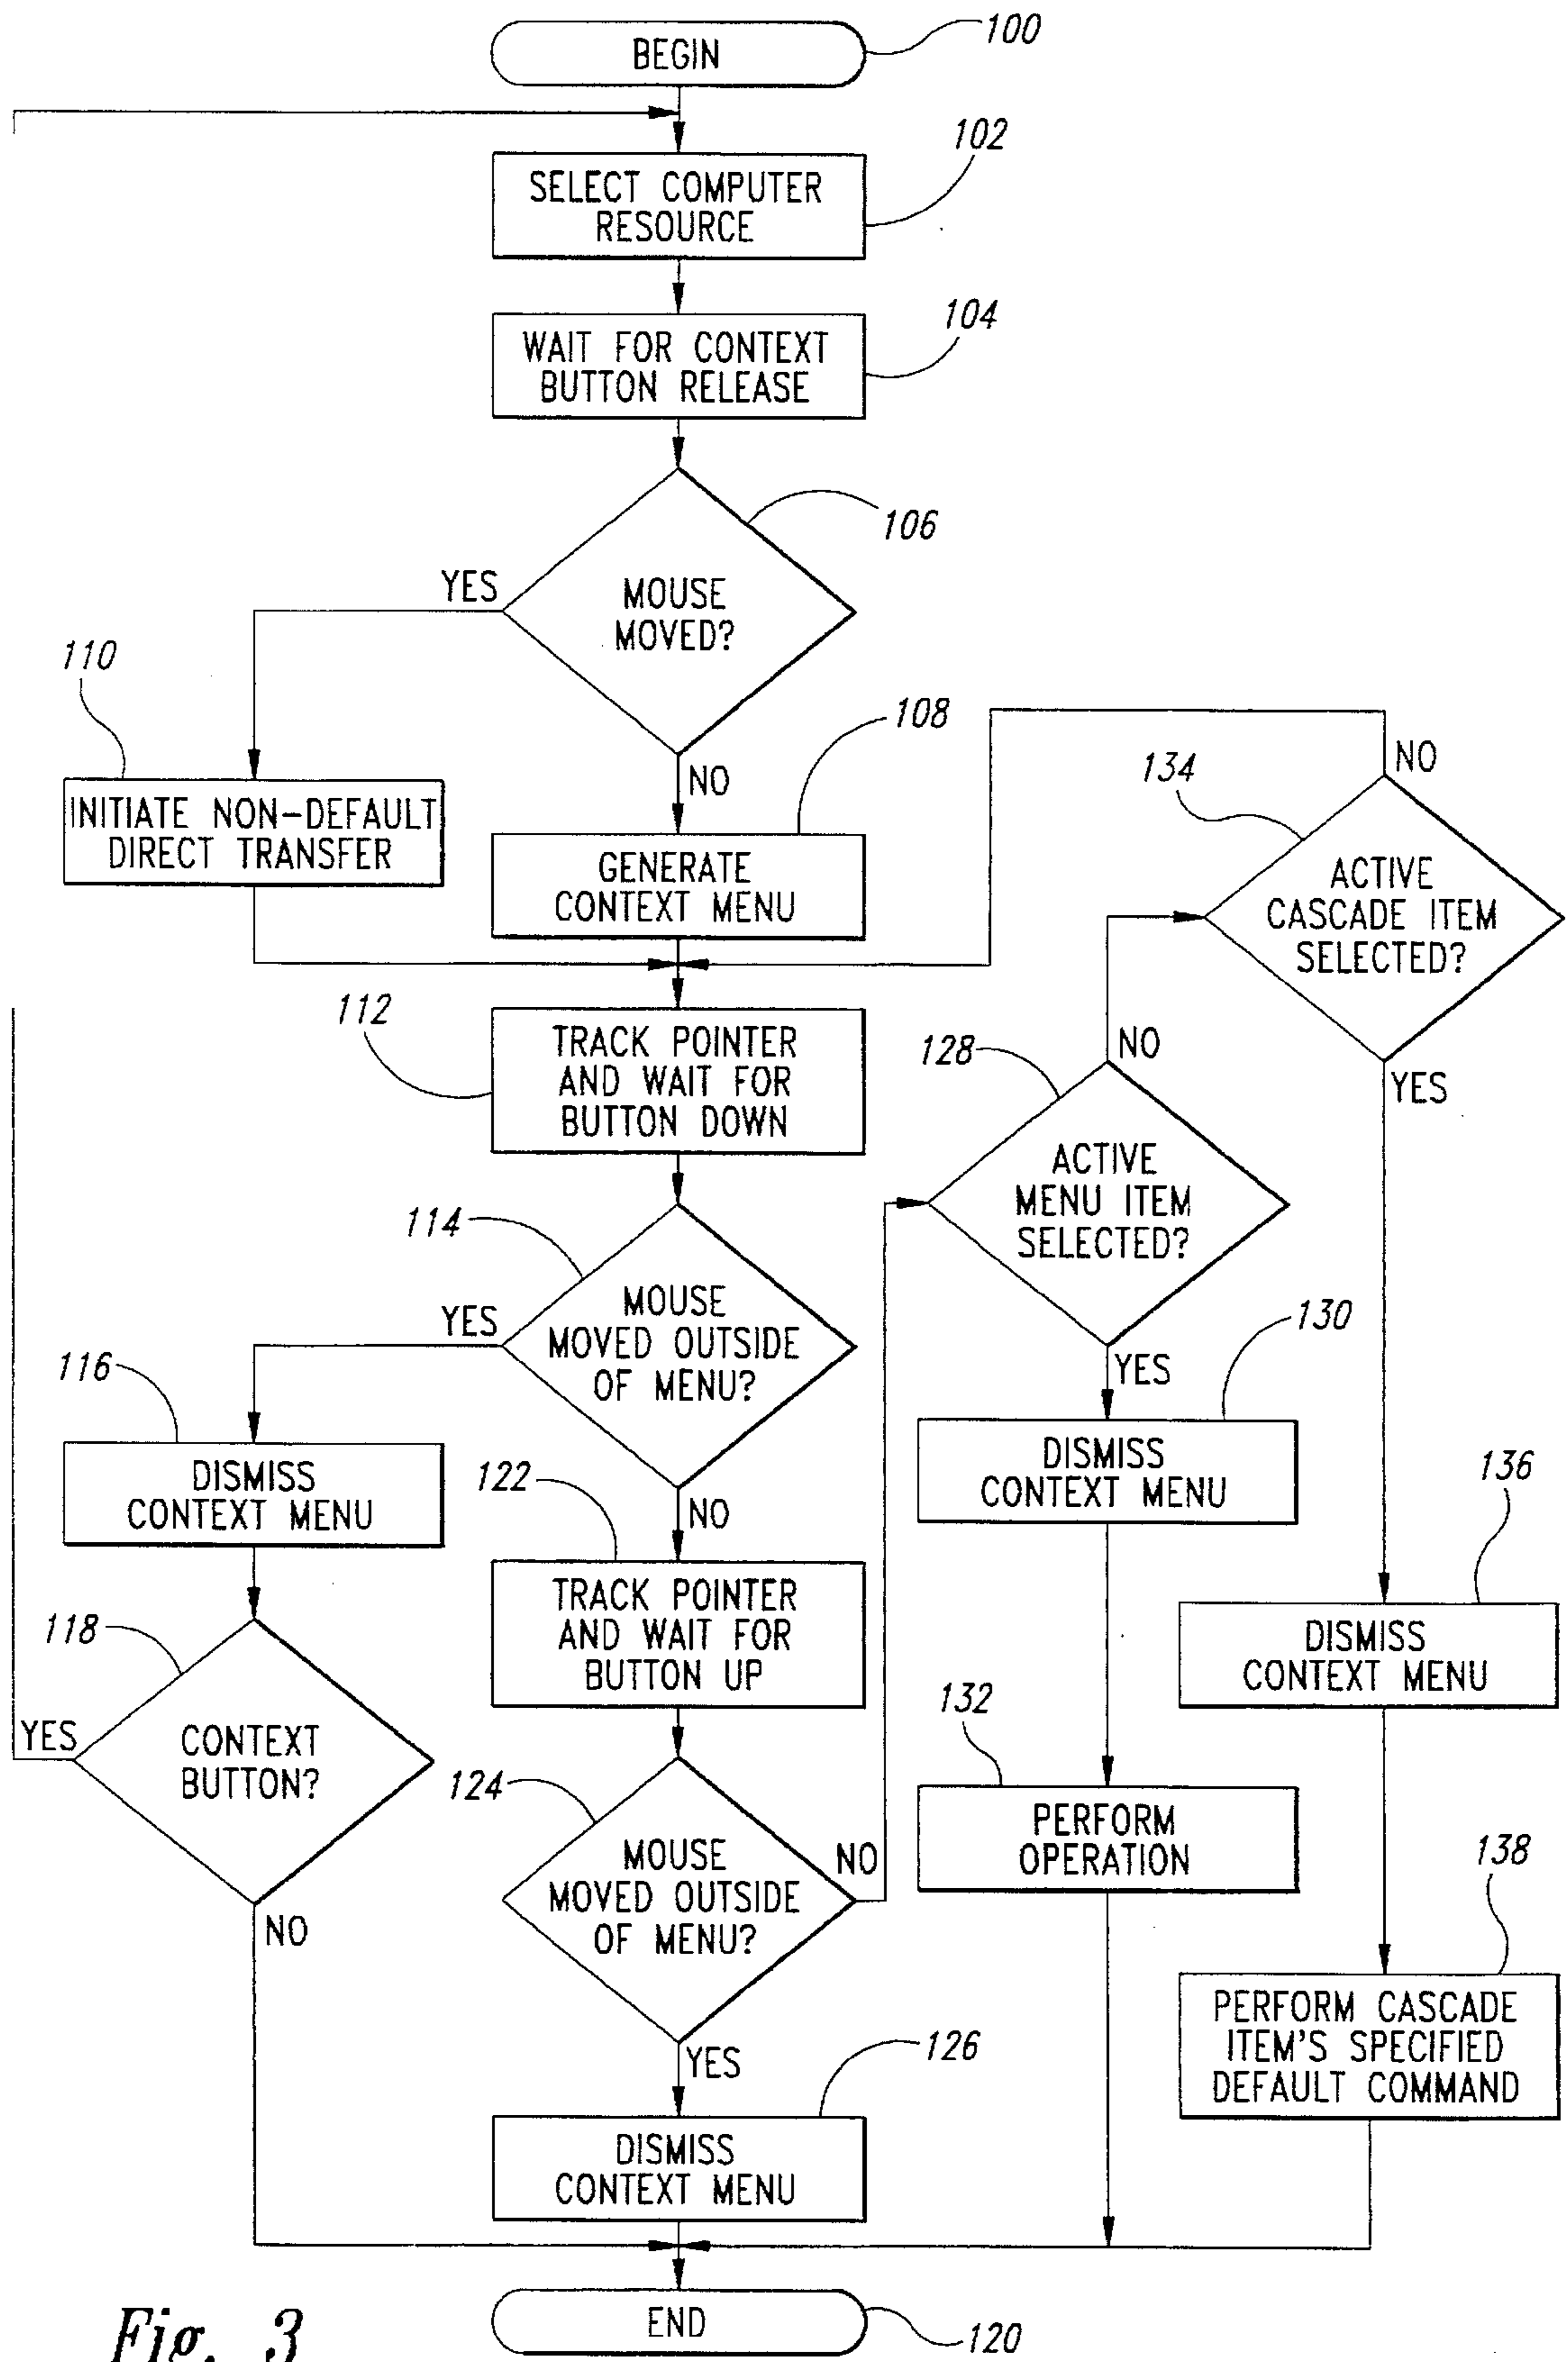 BEGIN
100
102
SELECT COMPUTER
RESOURCE
104
WAIT FOR CONTEXT
BUTTON RELEASE
106
YES
MOUSE
MOVED?
110
108
NO
NO
134
INITIATE NON-DEFAULT
DIRECT TRANSFER
GENERATE
CONTEXT MENU
ACTIVE
CASCADE ITEM
SELECTED?
112
TRACK POINTER
AND WAIT FOR
BUTTON DOWN
128
NO
YES
ACTIVE
MENU ITEM
SELECTED?
114
YES
MOUSE
MOVED OUTSIDE
OF MENU?
130
YES
116
DISMISS
CONTEXT MENU
122
NO
DISMISS
CONTEXT MENU
136
TRACK POINTER
AND WAIT FOR
BUTTON UP
118
DISMISS
CONTEXT MENU
YES
CONTEXT
BUTTON?
132
124
PERFORM
OPERATION
MOUSE
MOVED OUTSIDE
OF MENU?
NO
138
NO
PERFORM CASCADE
ITEM'S SPECIFIED
DEFAULT COMMAND
YES
126
DISMISS
CONTEXT MENU
END
120
Fig. 3